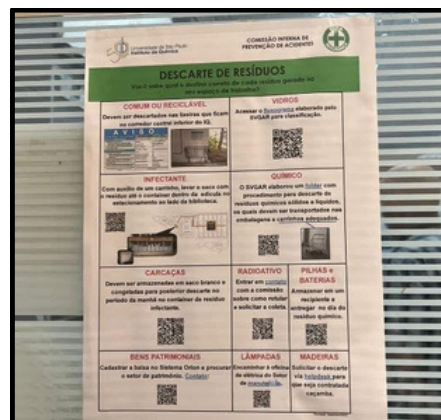 Universidade de São Paulo
Instituto de Química
COMISSÃO INTERNA DE
PREVENÇÃO DE ACIDENTES
DESCARTE DE RESÍDUOS
Você sabe qual o destino correto de cada resíduo gerado no
seu espaço de trabalho?
COMUM OU RECICLÁVEL
Devem ser descartados nas lixeiras que ficam
no corredor central inferior do IQ.
AVISO
VIDROS
Acessar o fluxograma elaborado pelo
SVGAR para classificação.
INFECTANTE
Com auxílio de um carrinho, levar o saco com
o resíduo até o container dentro da edícula no
estacionamento ao lado da biblioteca.
QUÍMICO
O SVGAR elaborou um folder com
procedimento para descarte de
resíduos químicos sólidos e líquidos,
os quais devem ser transportados nas
embalagens e carrinhos adequados.
CARCAÇAS
Devem ser armazenadas em saco branco e
congeladas para posterior descarte no
período da manhã no container de resíduo
infectante.
RADIOATIVO
Entrar em contato
com a comissão
sobre como rotular
e solicitar a coleta.
PILHAS e
BATERIAS
Armazenar em um
recipiente e
entregar no dia do
resíduo químico.
BENS PATRIMONIAIS
Cadastrar a baixa no Sistema Orion e procurar
o setor de patrimônio. Contato:
LÂMPADAS
Encaminhar à oficina
de elétrica do Setor
de manutenção.
MADEIRAS
Solicitar o descarte
via helpdesk para
que seja contratada
caçamba.